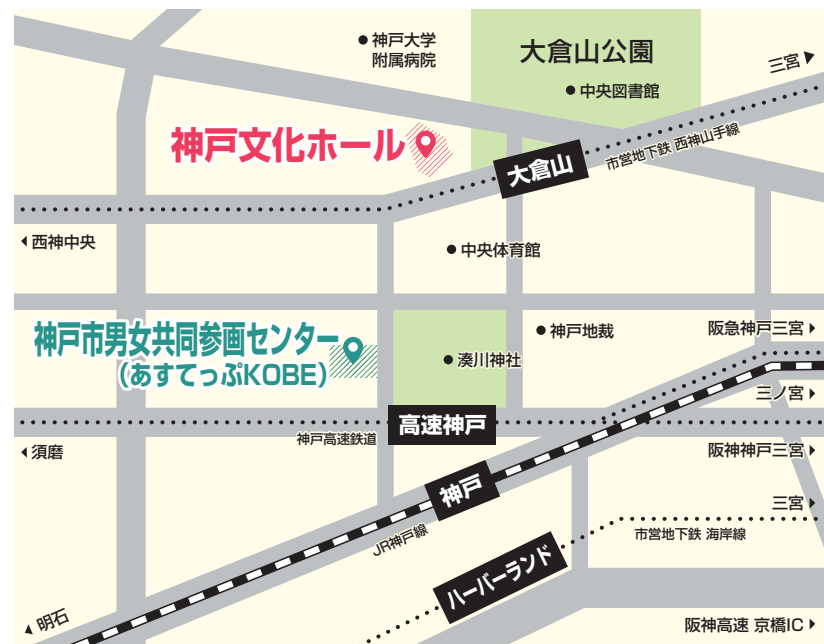 神戸大学
附属病院
大倉山公園
三宮
中央図書館
神戸文化ホール
大倉山
市営地下鉄 西神山手線
西神中央
中央体育館
神戸市男女共同参画センター
(あすてっぷKOBE)
湊川神社
神戸地裁
阪急神戸三宮
三ノ宮
高速神戸
神戸高速鉄道
須磨
阪神神戸三宮
神戸
三宮
JR神戸線
市営地下鉄 海岸線
ハーバーランド
明石
阪神高速 京橋IC